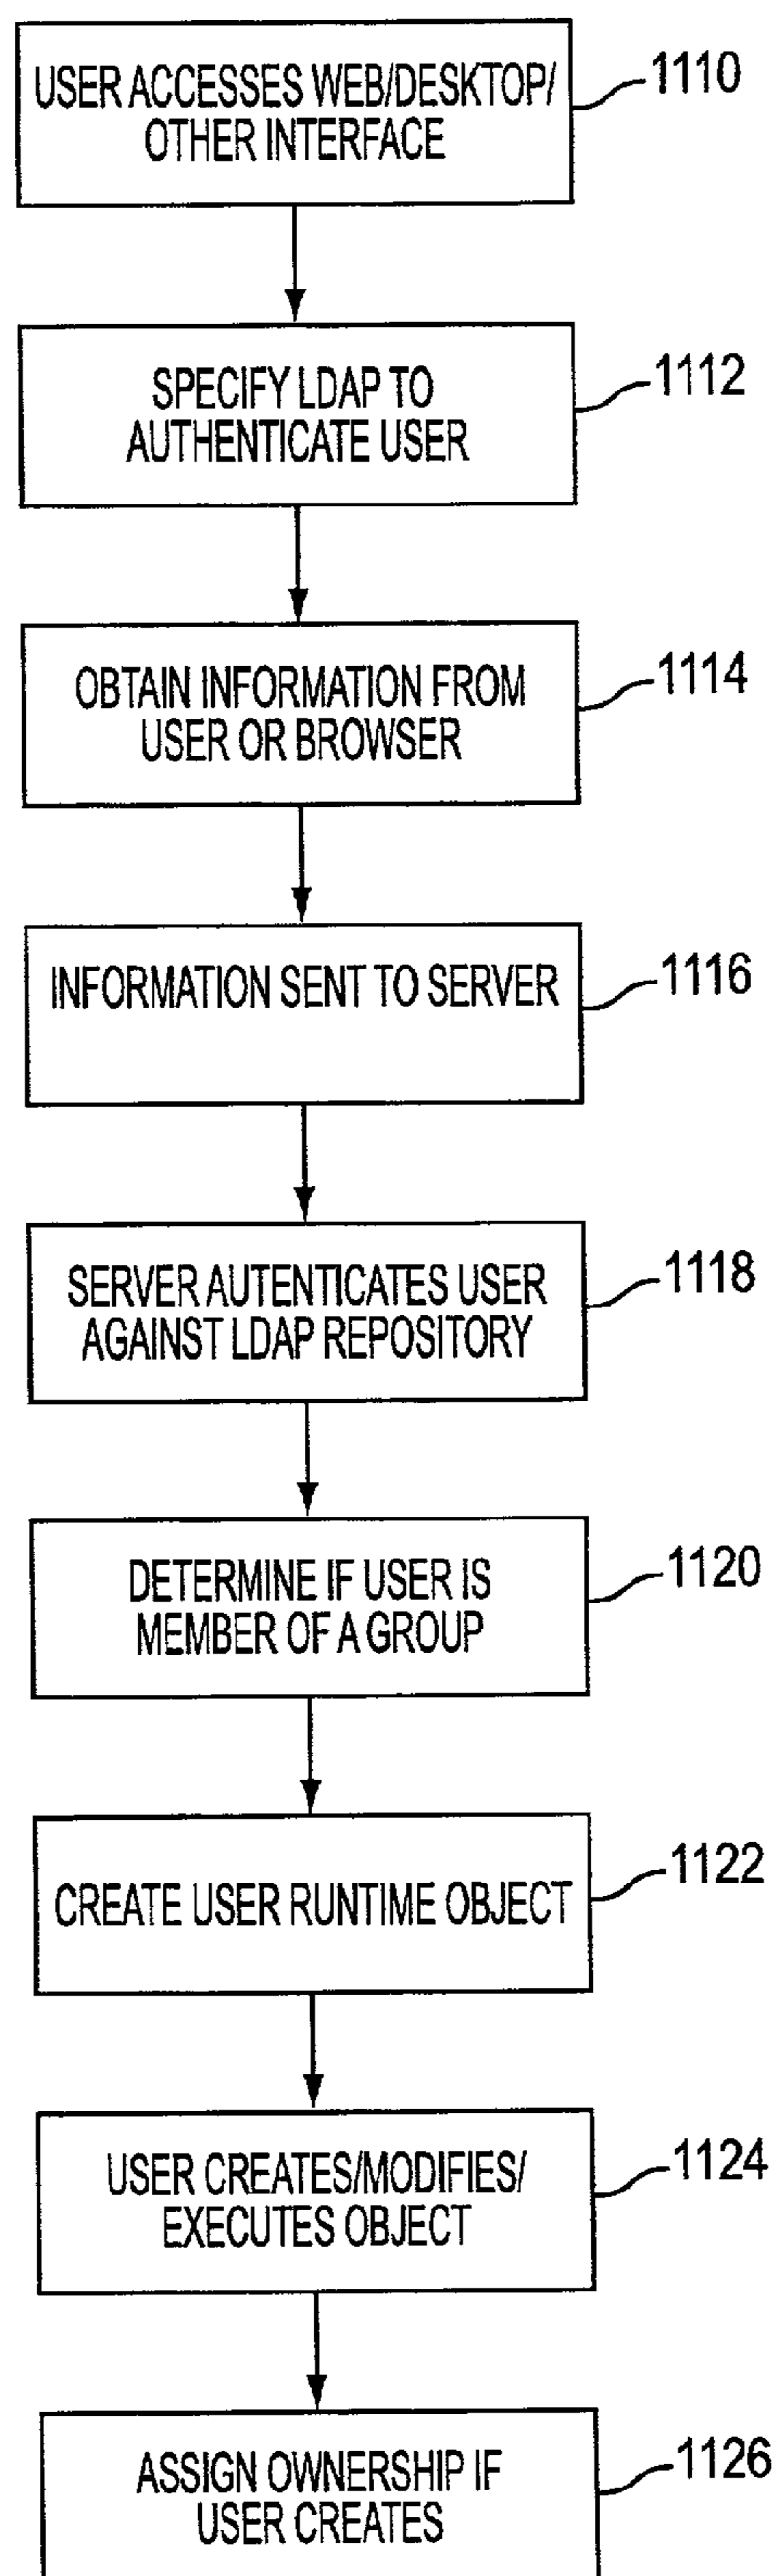 USER ACCESSES WEB/DESKTOP/
OTHER INTERFACE
1110
SPECIFY LDAP TO
AUTHENTICATE USER
1112
OBTAIN INFORMATION FROM
USER OR BROWSER
1114
INFORMATION SENT TO SERVER
1116
SERVER AUTENTICATES USER
AGAINST LDAP REPOSITORY
1118
DETERMINE IF USER IS
MEMBER OF A GROUP
1120
CREATE USER RUNTIME OBJECT
1122
USER CREATES/MODIFIES/
EXECUTES OBJECT
1124
ASSIGN OWNERSHIP IF
USER CREATES
1126